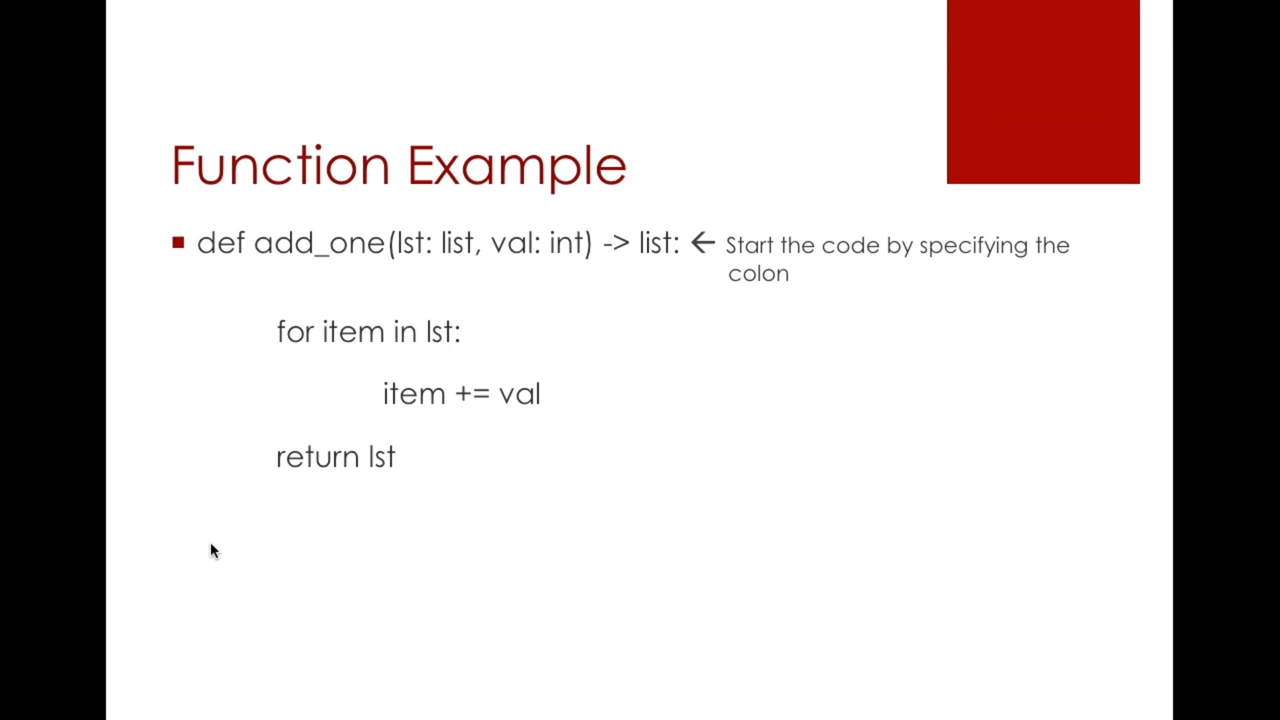 Function Example
def add_one(lst: list, val: int) -> list: ← Start the code by specifying the
colon
for item in lst:
item += val
return lst